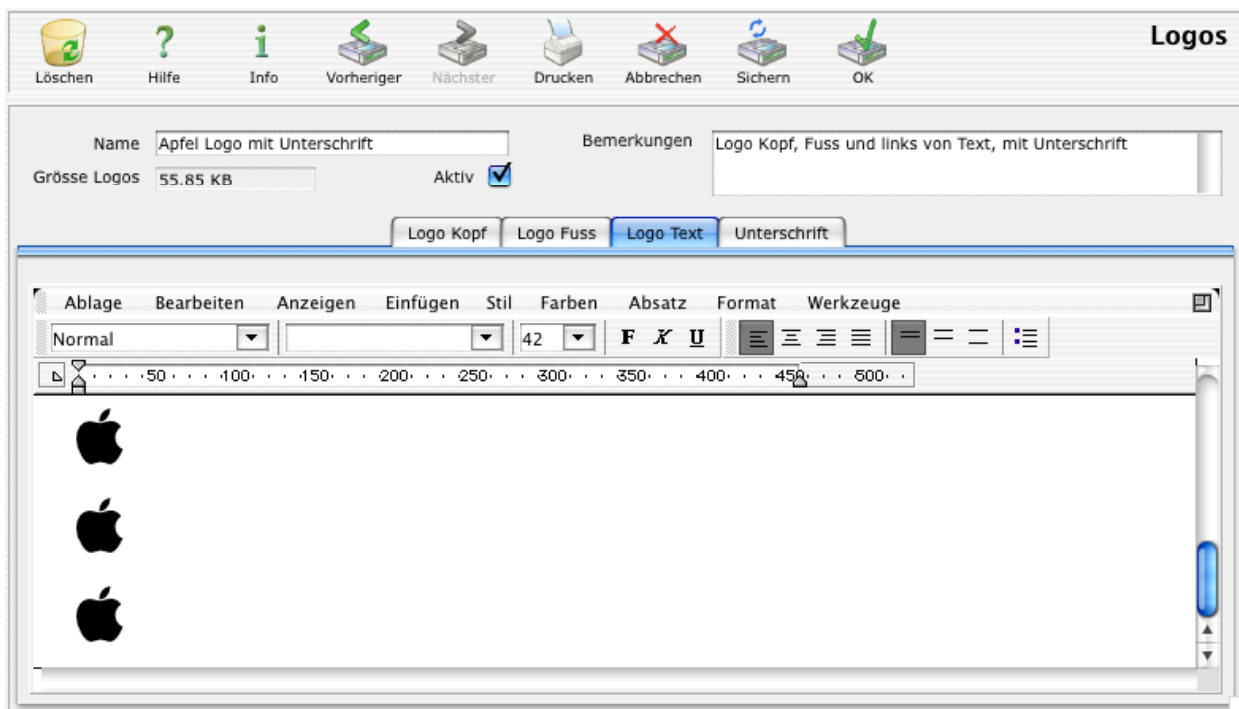 Logos
Löschen Hilfe Info Vorheriger Nächster Drucken Abbrechen Sichern OK
Name Apfel Logo mit Unterschrift Bemerkungen Logo Kopf, Fuss und links von Text, mit Unterschrift
Grösse Logos 55.85 KB Aktiv
Logo Kopf Logo Fuss Logo Text Unterschrift
Ablage Bearbeiten Anzeigen Einfügen Stil Farben Absatz Format Werkzeuge
Normal 42 F K U
50 100 150 200 250 300 350 400 450 500